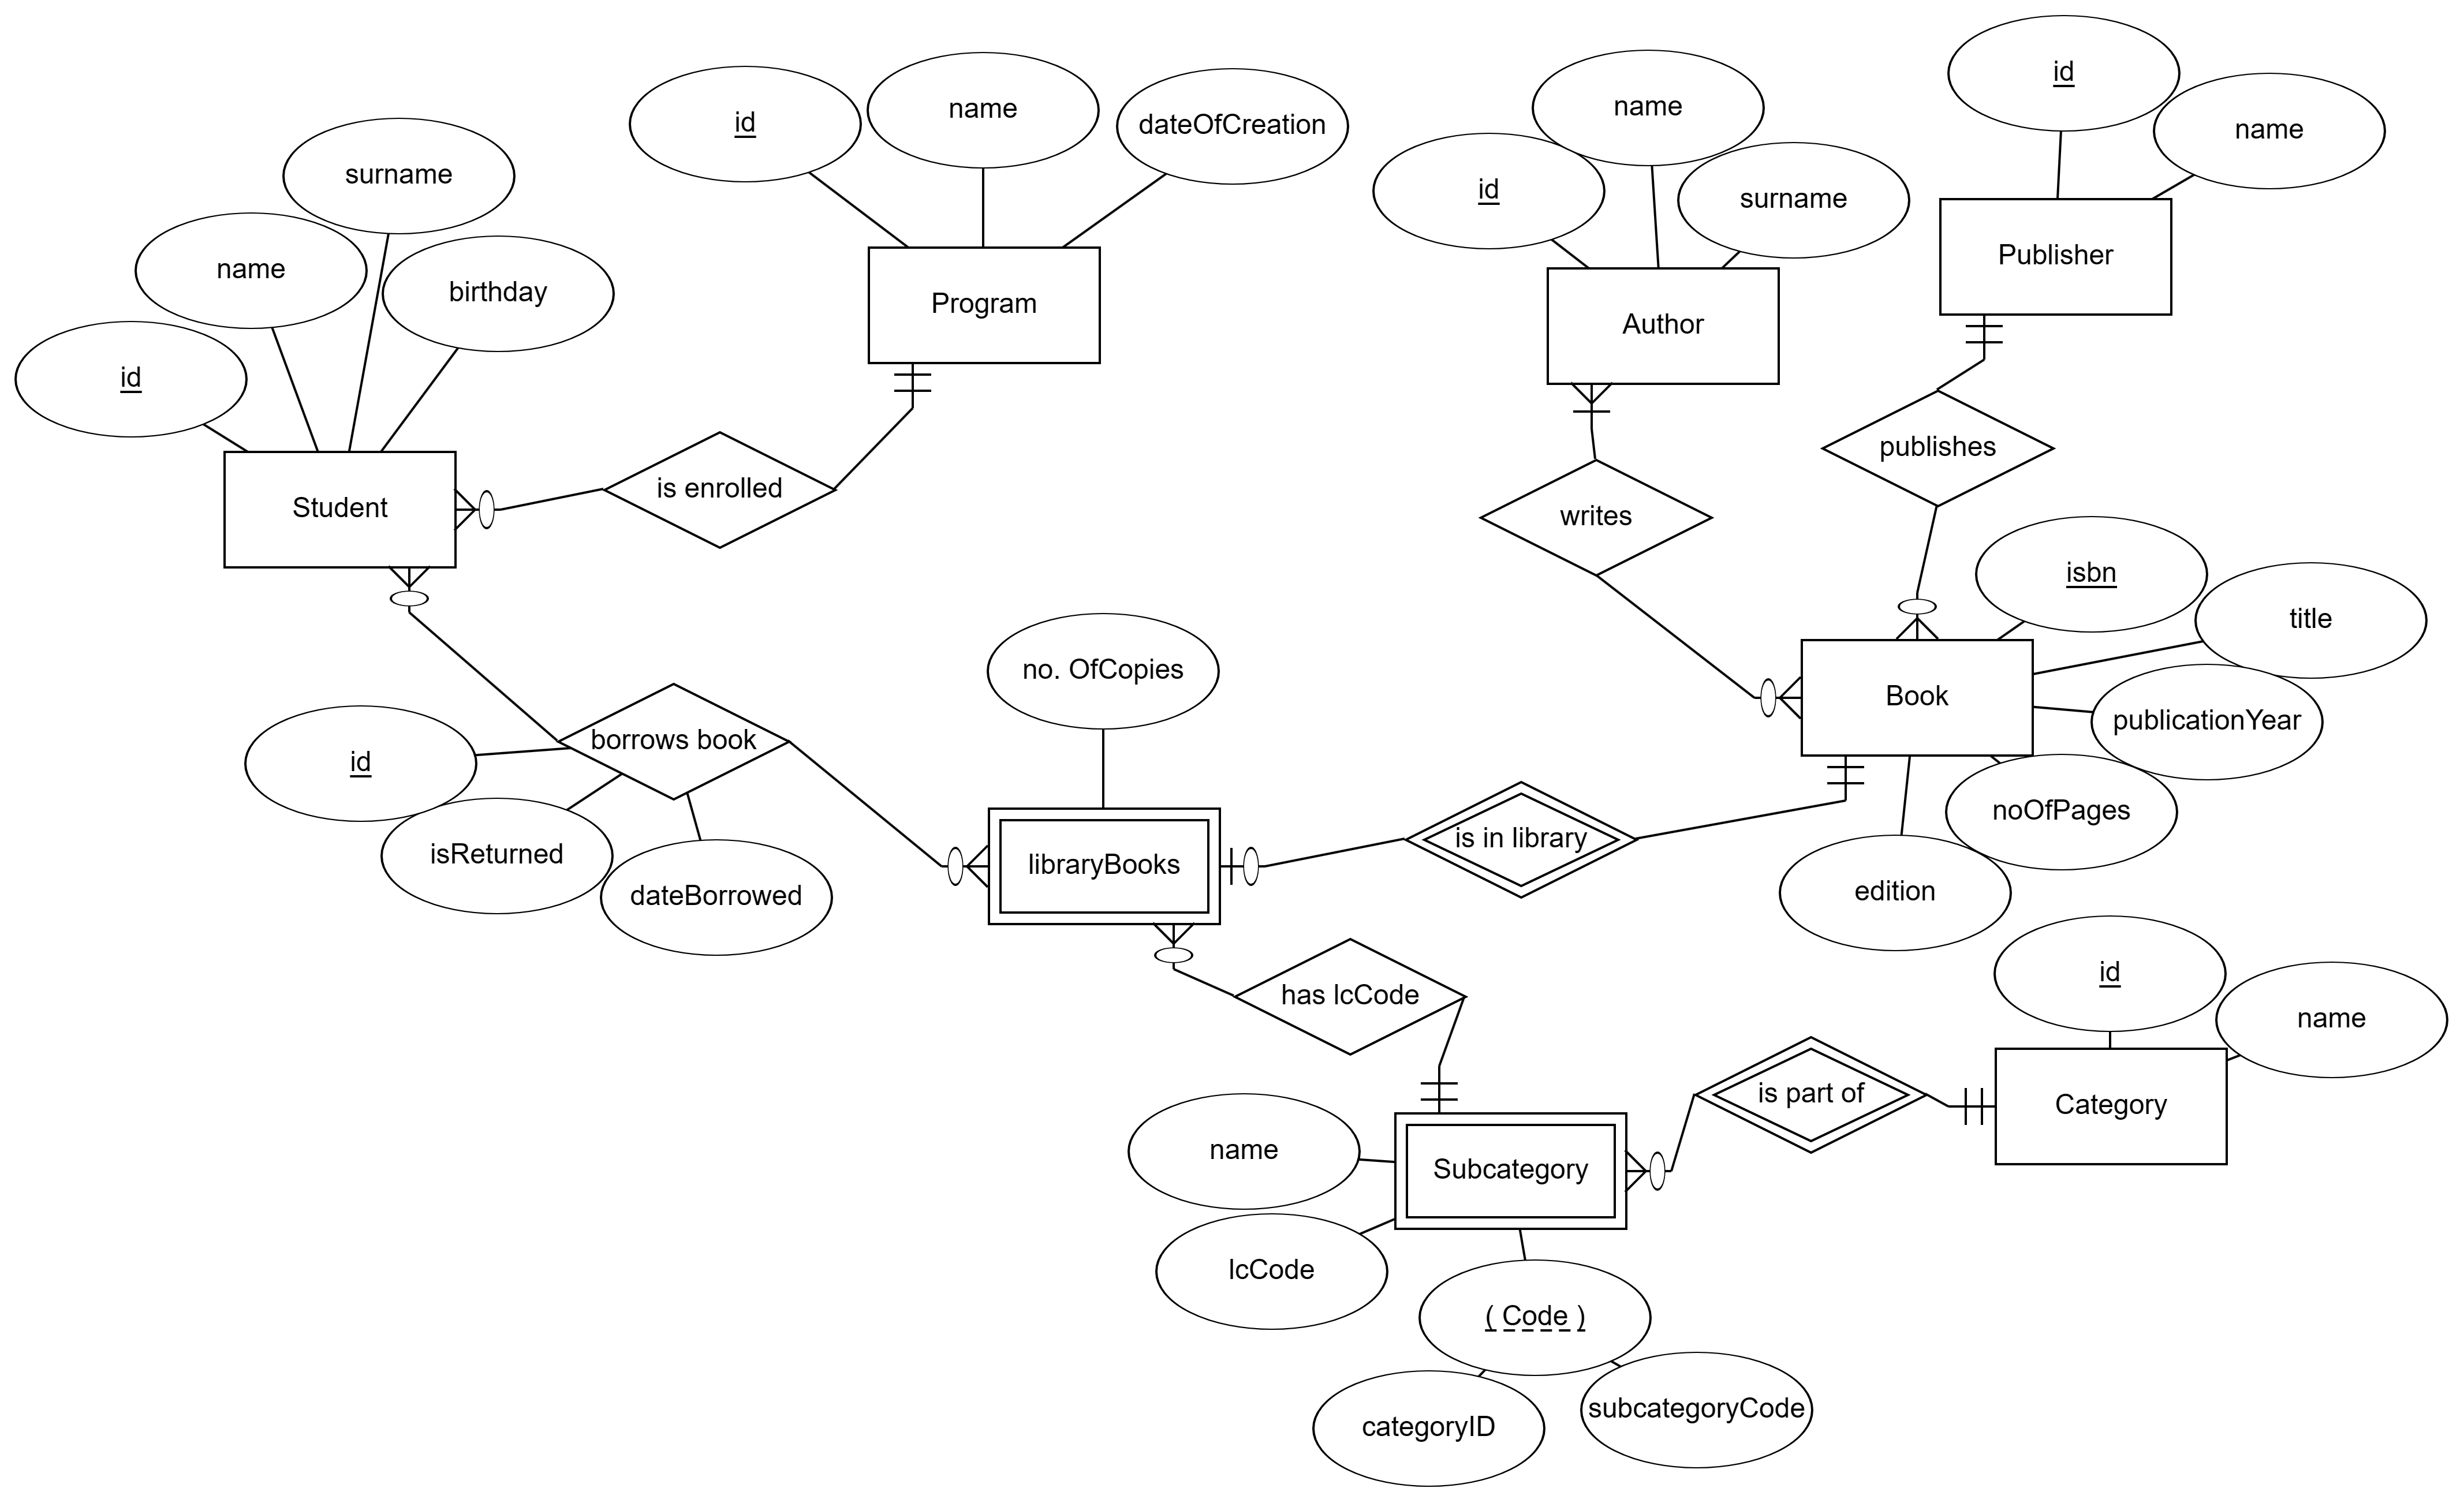 id
name
id
name
dateOfCreation
name
id
surname
surname
name
birthday
id
Publisher
Program
Author
Student
is enrolled
publishes
writes
isbn
title
no. OfCopies
Book
publicationYear
borrows book
id
isReturned
dateBorrowed
libraryBooks
is in library
noOfPages
edition
id
name
has lcCode
is part of
Category
name
Subcategory
lcCode
( Code )
categoryID
subcategoryCode